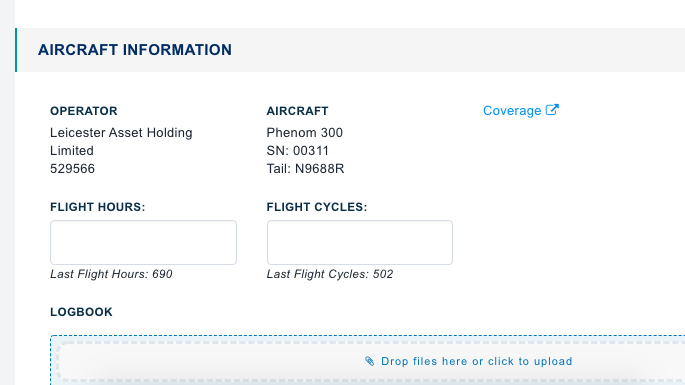 AIRCRAFT INFORMATION
OPERATOR
Leicester Asset Holding
Limited
529566
AIRCRAFT
Phenom 300
SN: 00311
Tail: N9688R
Coverage
FLIGHT HOURS:
Last Flight Hours: 690
FLIGHT CYCLES:
Last Flight Cycles: 502
LOGBOOK
Drop files here or click to upload